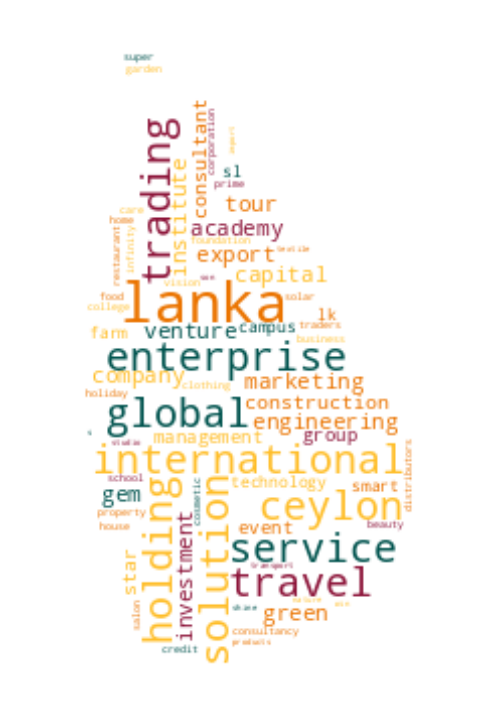 super
garden
trading
institute
consultant
corporation
sl
prime
tour
care
home
academy
restaurant
infinity
foundation
export
textile
capital
vision
food
lanka
solar
college
lk
farm
venture
campus
traders
business
enterprise
company
clothing
marketing
holiday
construction
global
engineering
s
studio
management
group
international
distributors
school
holding
solution
cosmetic
technology
smart
gem
ceylon
property
house
investment
event
beauty
service
star
transport
travel
salon
shine
green
consultancy
products
credit